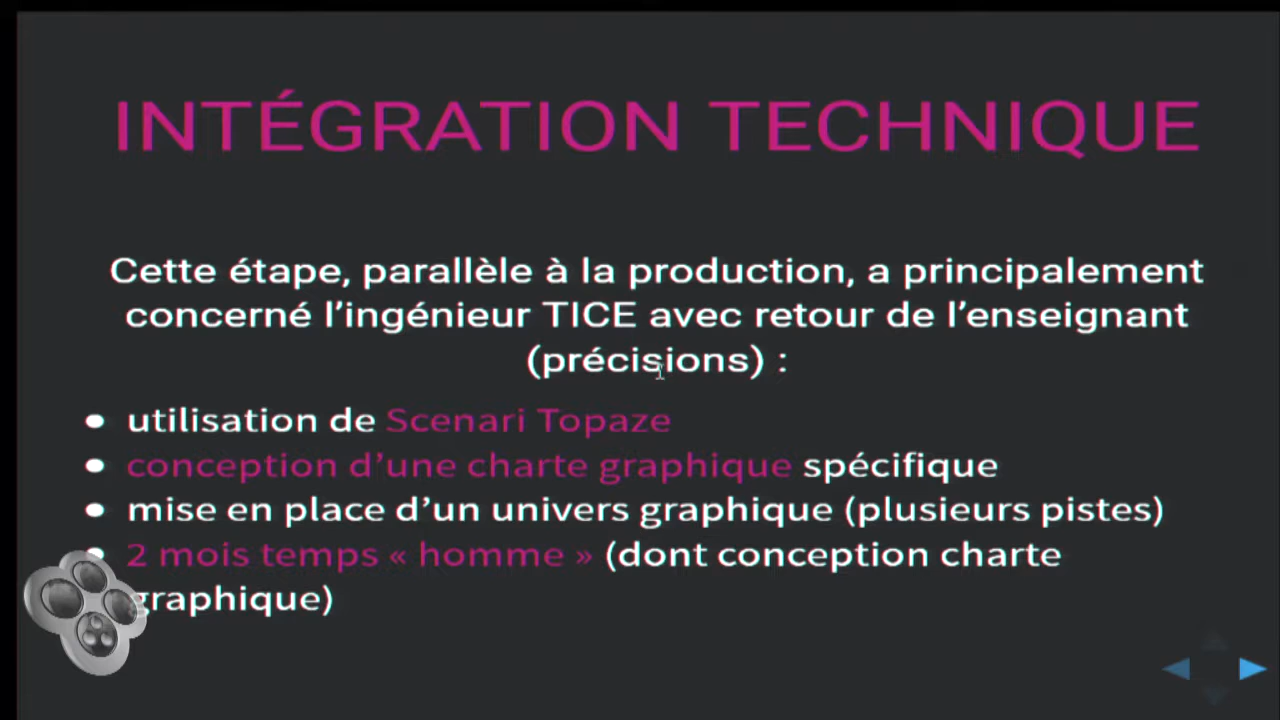 INTÉGRATION TECHNIQUE
Cette étape, parallèle à la production, a principalement
concerné l’ingénieur TICE avec retour de l’enseignant
(précisions) :
• utilisation de Scenari Topaze
• conception d’une charte graphique spécifique
• mise en place d’un univers graphique (plusieurs pistes)
• 2 mois temps « homme » (dont conception charte
graphique)